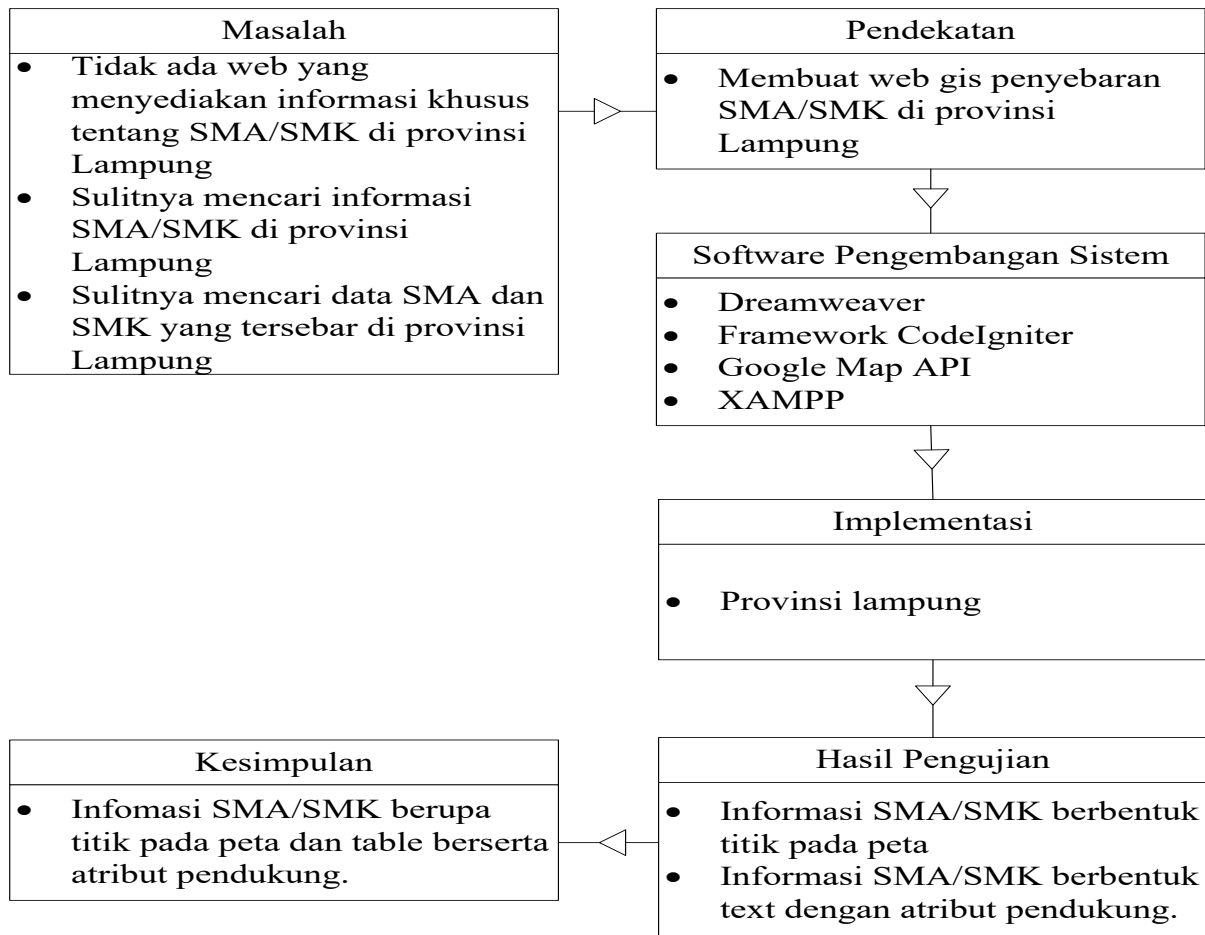 Masalah
• Tidak ada web yang
menyediakan informasi khusus
tentang SMA/SMK di provinsi
Lampung
• Sulitnya mencari informasi
SMA/SMK di provinsi
Lampung
• Sulitnya mencari data SMA dan
SMK yang tersebar di provinsi
Lampung
Pendekatan
• Membuat web gis penyebaran
SMA/SMK di provinsi
Lampung
Software Pengembangan Sistem
• Dreamweaver
• Framework CodeIgniter
• Google Map API
• XAMPP
Implementasi
• Provinsi lampung
Hasil Pengujian
• Informasi SMA/SMK berbentuk
titik pada peta
• Informasi SMA/SMK berbentuk
text dengan atribut pendukung.
Kesimpulan
• Infomasi SMA/SMK berupa
titik pada peta dan table berserta
atribut pendukung.